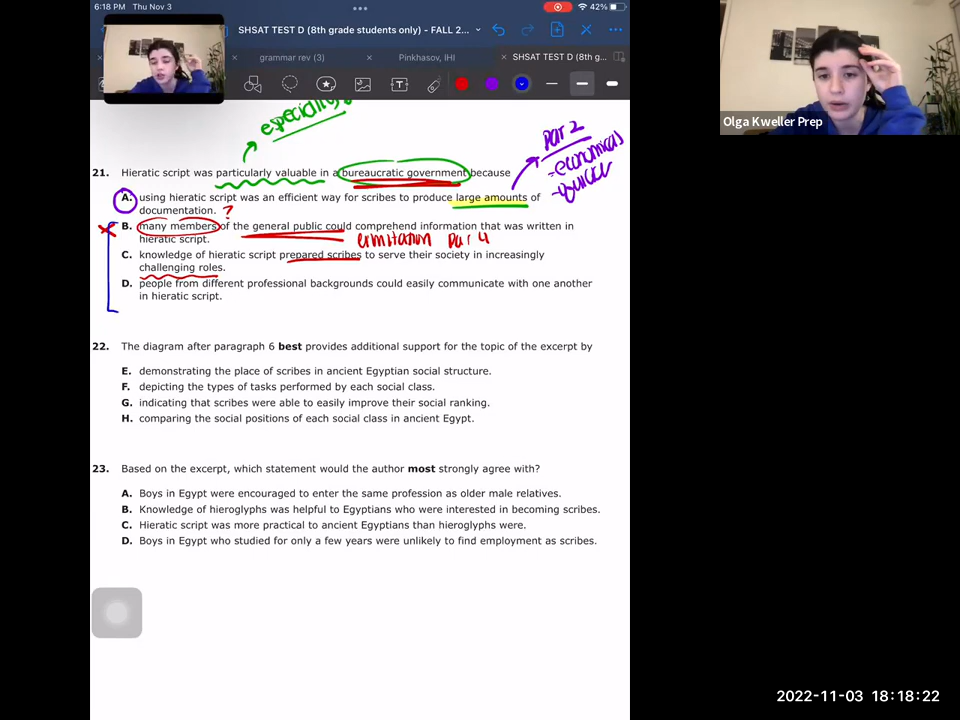 6:18 PM Thu Nov 3
42%
SHSAT TEST D (8th grade students only) - FALL 2...
grammar rev (3)
Pinkhasov, IHI
SHSAT TEST D (8th g...
Olga Kweller Prep
especially
par 2
- economical
- quicker
21. Hieratic script was particularly valuable in a bureaucratic government because
A. using hieratic script was an efficient way for scribes to produce large amounts of
documentation. ?
B. many members of the general public could comprehend information that was written in
hieratic script.
limitation par 4
C. knowledge of hieratic script prepared scribes to serve their society in increasingly
challenging roles.
D. people from different professional backgrounds could easily communicate with one another
in hieratic script.
22. The diagram after paragraph 6 best provides additional support for the topic of the excerpt by
E. demonstrating the place of scribes in ancient Egyptian social structure.
F. depicting the types of tasks performed by each social class.
G. indicating that scribes were able to easily improve their social ranking.
H. comparing the social positions of each social class in ancient Egypt.
23. Based on the excerpt, which statement would the author most strongly agree with?
A. Boys in Egypt were encouraged to enter the same profession as older male relatives.
B. Knowledge of hieroglyphs was helpful to Egyptians who were interested in becoming scribes.
C. Hieratic script was more practical to ancient Egyptians than hieroglyphs were.
D. Boys in Egypt who studied for only a few years were unlikely to find employment as scribes.
2022-11-03 18:18:22